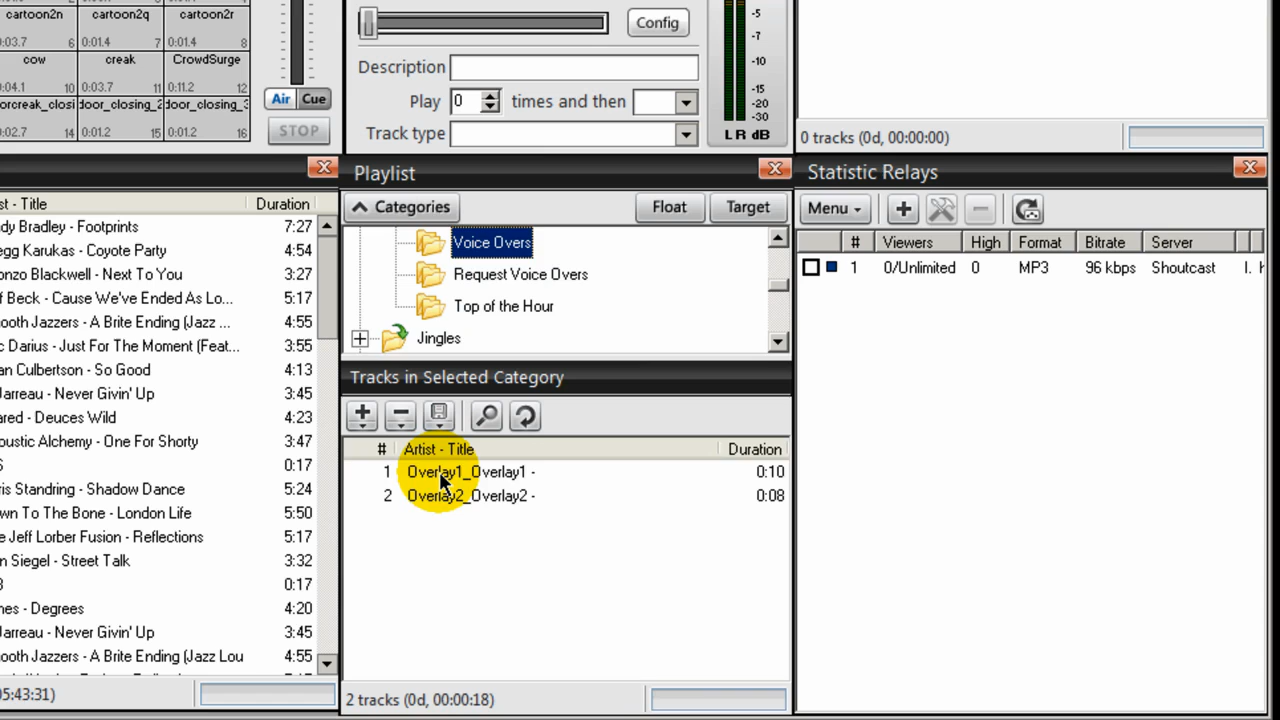 cartoon2n cartoon2q cartoon2r
0:03.7 6 0:01.4 7 0:01.4 8
cow creak CrowdSurge
0:04.1 10 0:03.7 11 0:11.2 12
orcreak_closi door_closing_2 door_closing_3
0:02.7 14 0:01.2 15 0:01.2 16
Air Cue
STOP
Config
Description
Play 0 times and then
Track type
-5
-7
-10
-15
-20
-30
L R dB
0 tracks (0d, 00:00:00)
st - Title Duration
dy Bradley - Footprints 7:27
egg Karukas - Coyote Party 4:54
onzo Blackwell - Next To You 3:27
ff Beck - Cause We've Ended As Lo... 5:17
ooth Jazzers - A Brite Ending (Jazz ... 4:55
c Darius - Just For The Moment (Feat... 3:55
an Culbertson - So Good 4:13
Jarreau - Never Givin' Up 3:45
ared - Deuces Wild 4:23
oustic Alchemy - One For Shorty 3:47
0:17
ris Standring - Shadow Dance 5:24
wn To The Bone - London Life 5:50
e Jeff Lorber Fusion - Reflections 5:17
n Siegel - Street Talk 3:32
0:17
nes - Degrees 4:20
Jarreau - Never Givin' Up 3:45
ooth Jazzers - A Brite Ending (Jazz Lou 4:55
05:43:31)
Playlist
Categories Float Target
Voice Overs
Request Voice Overs
Top of the Hour
Jingles
Tracks in Selected Category
# Artist - Title Duration
1 Overlay1_Overlay1 - 0:10
2 Overlay2_Overlay2 - 0:08
2 tracks (0d, 00:00:18)
Statistic Relays
Menu
# Viewers High Format Bitrate Server
1 0/Unlimited 0 MP3 96 kbps Shoutcast